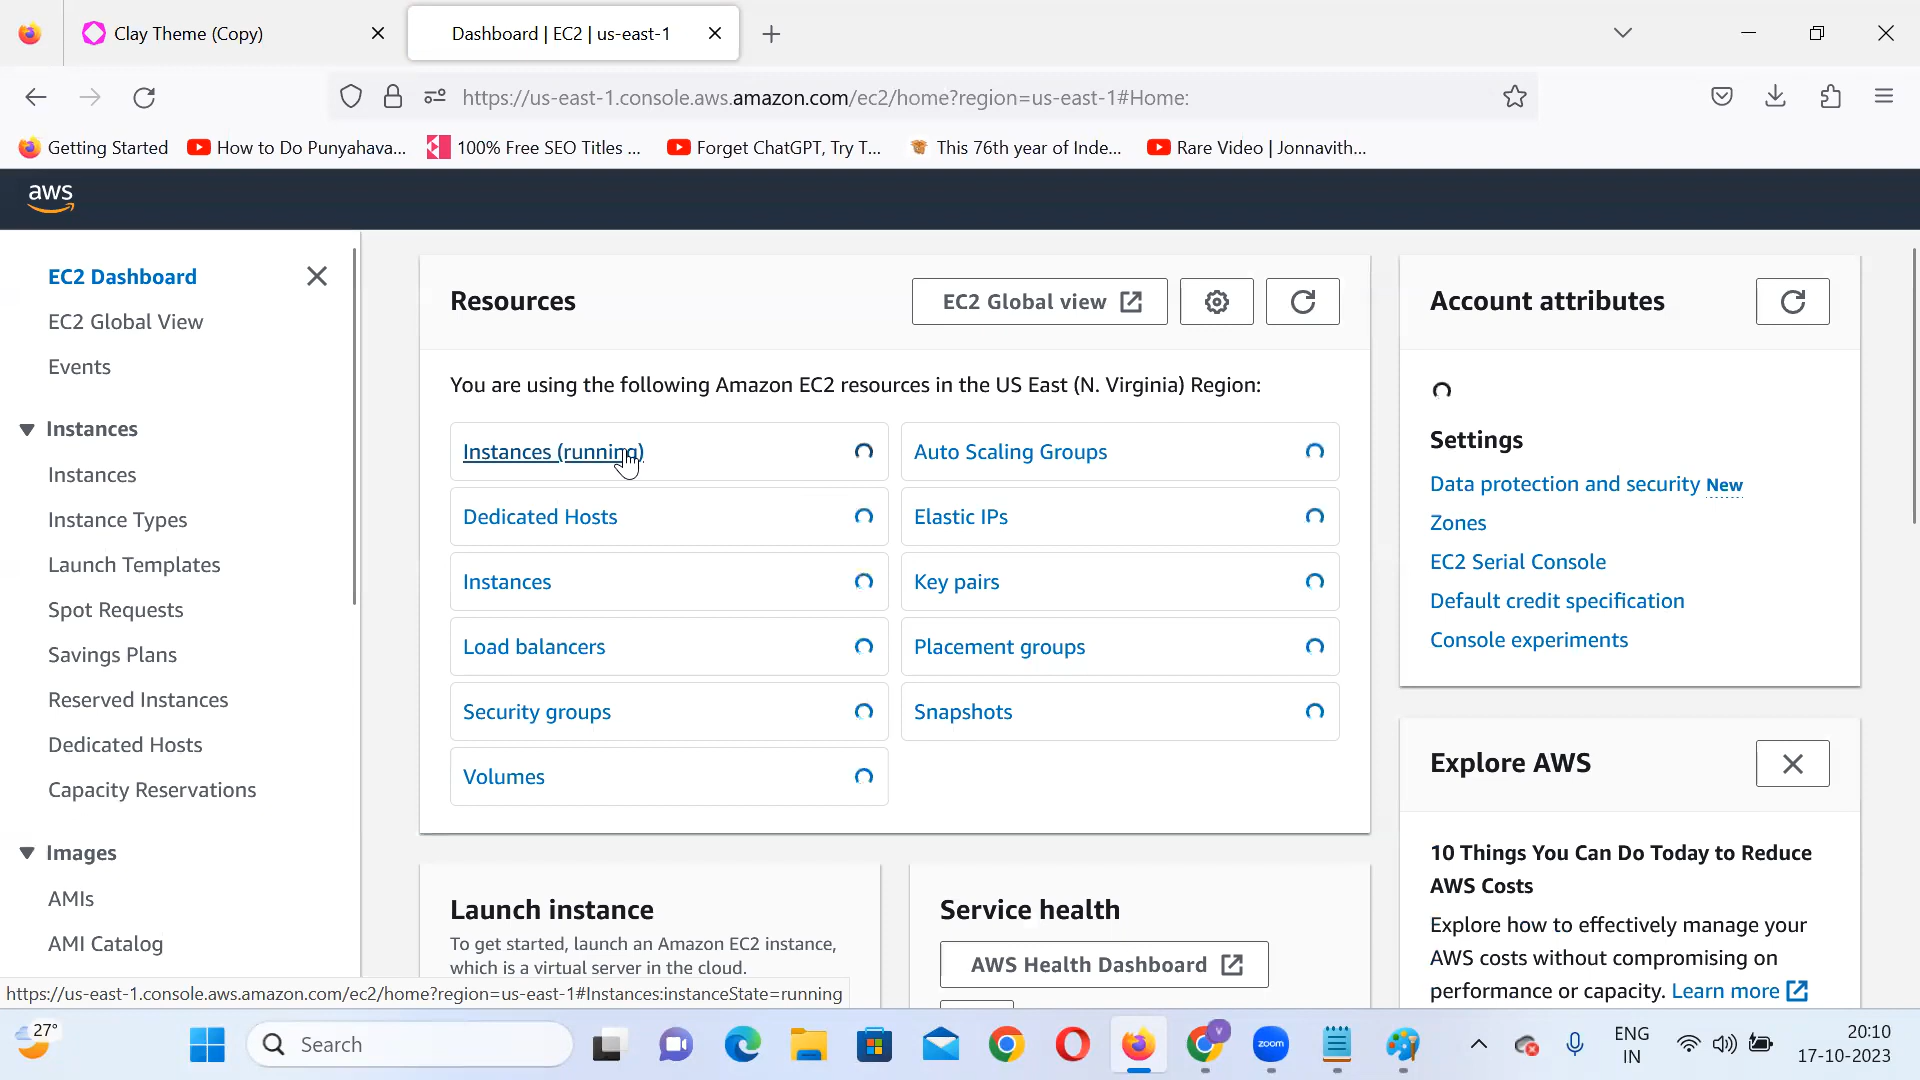 Clay Theme (Copy)
Dashboard | EC2 | us-east-1
https://us-east-1.console.aws.amazon.com/ec2/home?region=us-east-1#Home:
Getting Started
How to Do Punyahava...
100% Free SEO Titles ...
Forget ChatGPT, Try T...
This 76th year of Inde...
Rare Video | Jonnavith...
aws
EC2 Dashboard
EC2 Global View
Events
Instances
Instances
Instance Types
Launch Templates
Spot Requests
Savings Plans
Reserved Instances
Dedicated Hosts
Capacity Reservations
Images
AMIs
AMI Catalog
Resources
EC2 Global view
You are using the following Amazon EC2 resources in the US East (N. Virginia) Region:
Instances (running)
Auto Scaling Groups
Dedicated Hosts
Elastic IPs
Instances
Key pairs
Load balancers
Placement groups
Security groups
Snapshots
Volumes
Launch instance
To get started, launch an Amazon EC2 instance,
which is a virtual server in the cloud.
Service health
AWS Health Dashboard
Account attributes
Settings
Data protection and security New
Zones
EC2 Serial Console
Default credit specification
Console experiments
Explore AWS
10 Things You Can Do Today to Reduce
AWS Costs
Explore how to effectively manage your
AWS costs without compromising on
performance or capacity. Learn more
https://us-east-1.console.aws.amazon.com/ec2/home?region=us-east-1#Instances:instanceState=running
27°
Search
V
zoom
ENG
IN
20:10
17-10-2023